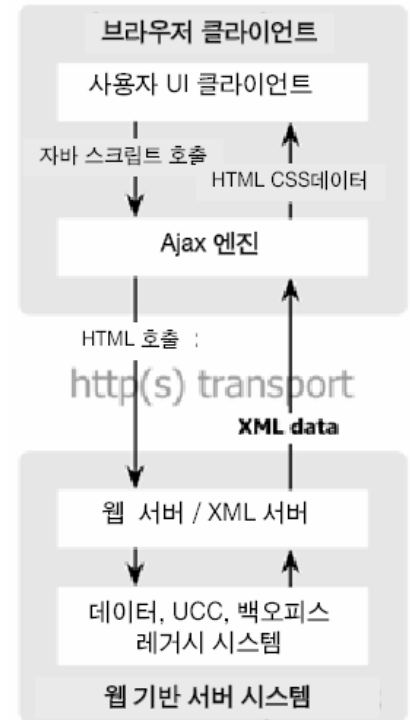 브라우저 클라이언트
사용자 UI 클라이언트
자바 스크립트 호출
HTML CSS데이터
Ajax 엔진
HTML 호출 :
http(s) transport
XML data
웹 서버 / XML 서버
데이터, UCC, 백오피스
레거시 시스템
웹 기반 서버 시스템